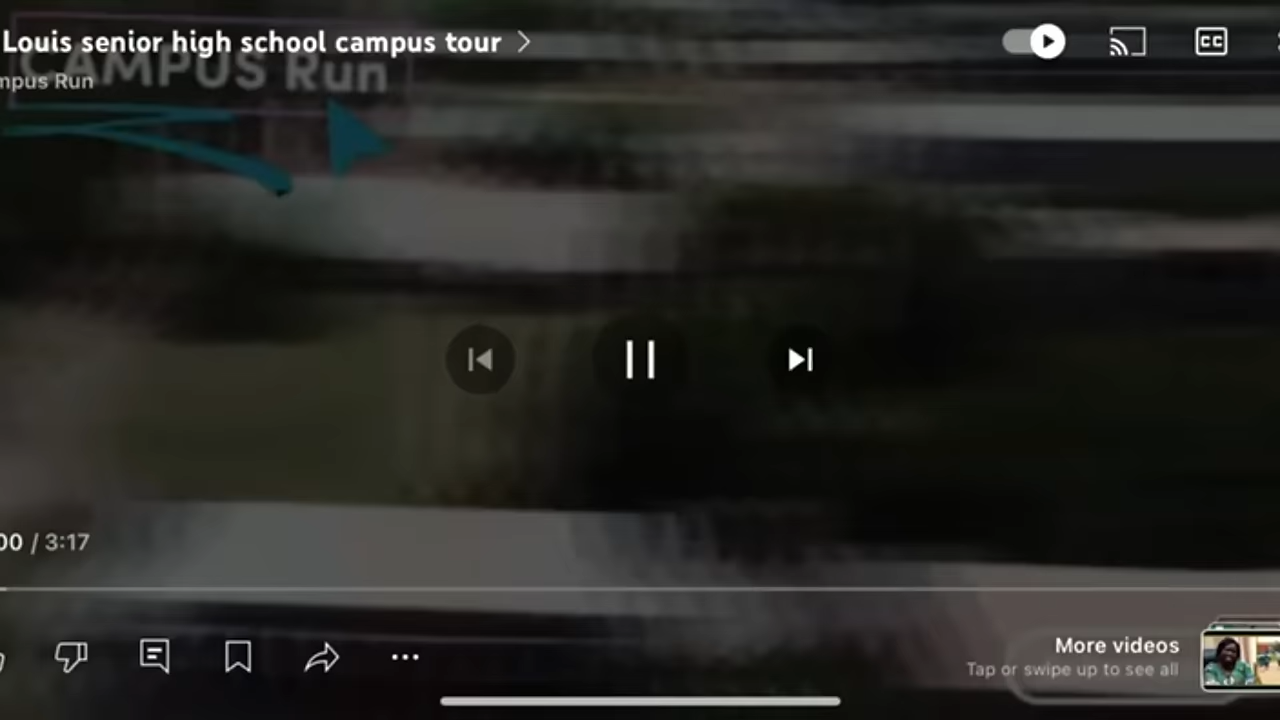 Louis senior high school campus tour
CAMPUS Run
mpus Run
CC
00 / 3:17
More videos
Tap or swipe up to see all